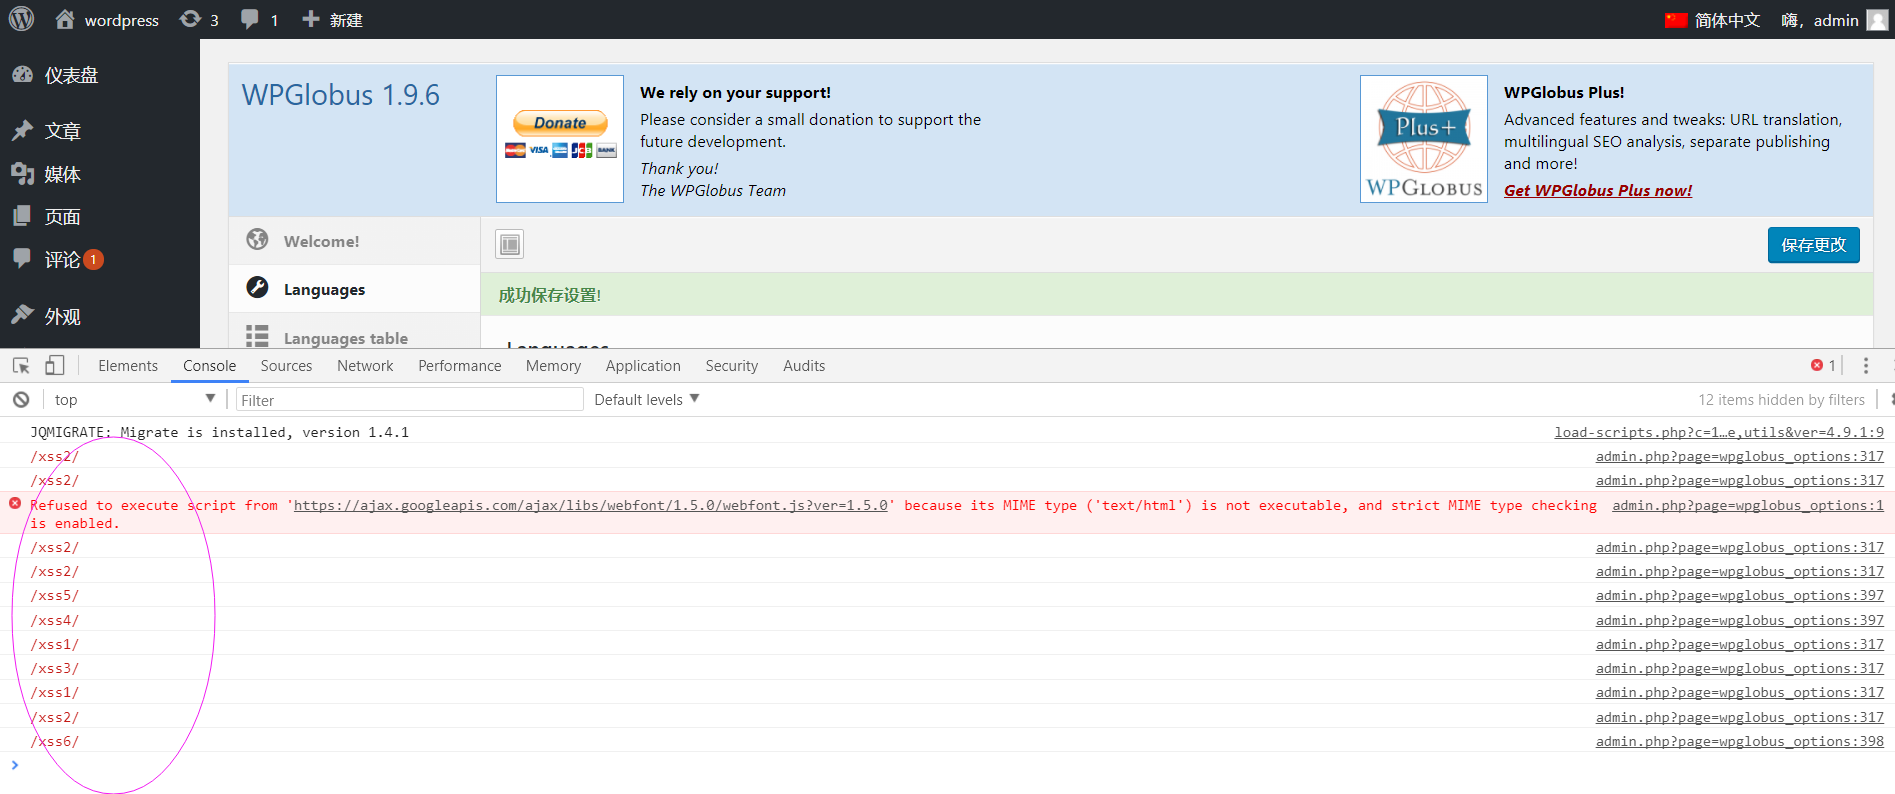 wordpress 3 1 新建 简体中文 嗨，admin
仪表盘
文章
媒体
页面
评论 1
外观
WPGlobus 1.9.6
Donate
VISA
JCB
BANK
We rely on your support!
Please consider a small donation to support the
future development.
Thank you!
The WPGlobus Team
Plus+
WPGLOBUS
WPGlobus Plus!
Advanced features and tweaks: URL translation,
multilingual SEO analysis, separate publishing
and more!
Get WPGlobus Plus now!
Welcome!
Languages
Languages table
保存更改
成功保存设置!
Languages
Elements Console Sources Network Performance Memory Application Security Audits 1
top Filter Default levels 12 items hidden by filters
JQMIGRATE: Migrate is installed, version 1.4.1 load-scripts.php?c=1…e,utils&ver=4.9.1:9
/xss2/ admin.php?page=wpglobus_options:317
/xss2/ admin.php?page=wpglobus_options:317
Refused to execute script from 'https://ajax.googleapis.com/ajax/libs/webfont/1.5.0/webfont.js?ver=1.5.0' because its MIME type ('text/html') is not executable, and strict MIME type checking admin.php?page=wpglobus_options:1
is enabled.
/xss2/ admin.php?page=wpglobus_options:317
/xss2/ admin.php?page=wpglobus_options:317
/xss5/ admin.php?page=wpglobus_options:397
/xss4/ admin.php?page=wpglobus_options:397
/xss1/ admin.php?page=wpglobus_options:317
/xss3/ admin.php?page=wpglobus_options:317
/xss1/ admin.php?page=wpglobus_options:317
/xss2/ admin.php?page=wpglobus_options:317
/xss6/ admin.php?page=wpglobus_options:398